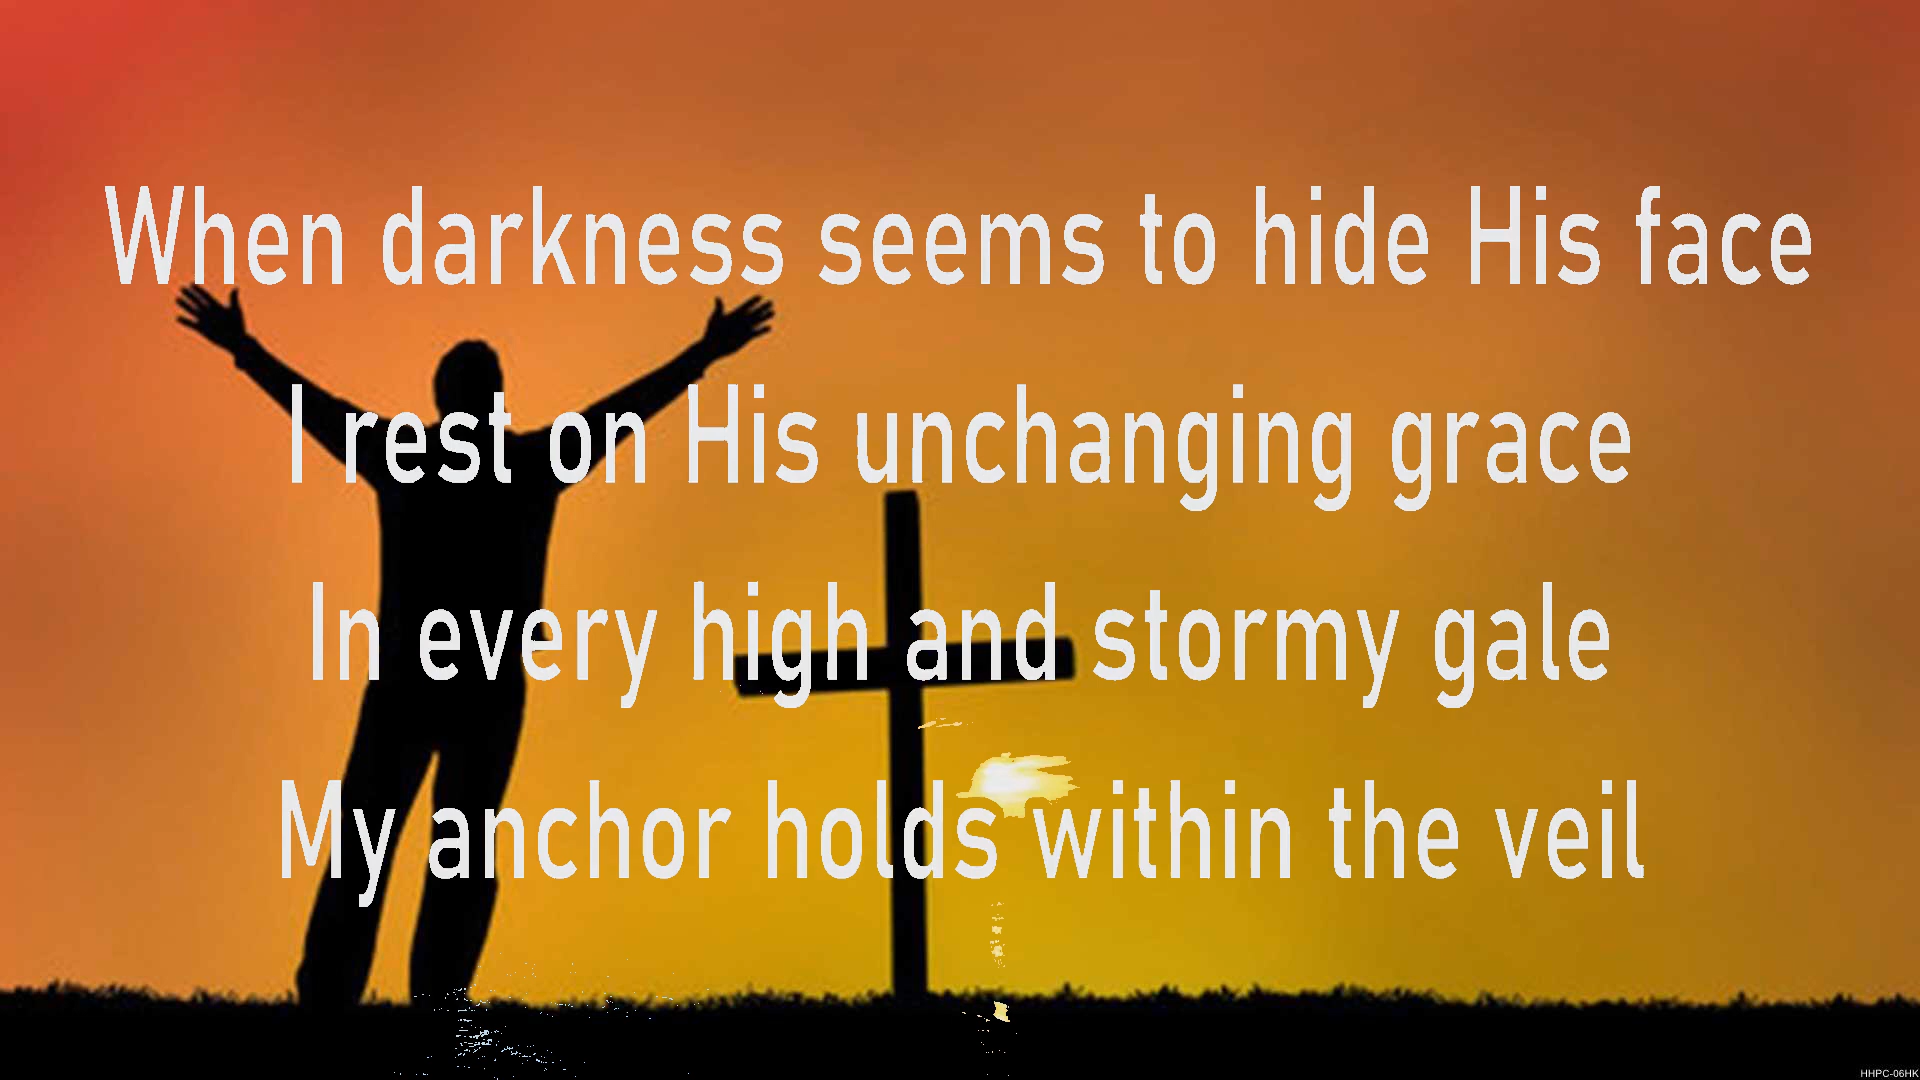 When darkness seems to hide His face
I rest on His unchanging grace
In every high and stormy gale
My anchor holds within the veil
HHPC-06HK